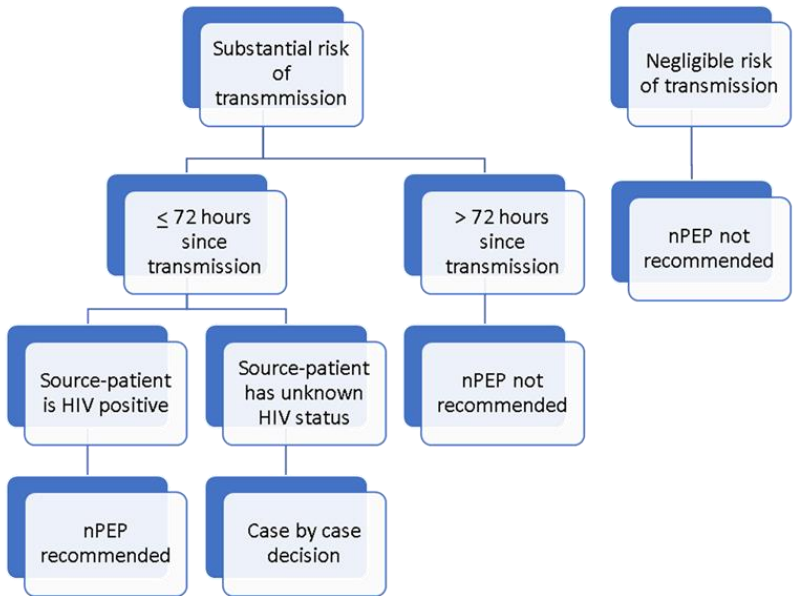 Substantial risk
of
transmmission
Negligible risk
of transmission
≤ 72 hours
since
transmission
> 72 hours
since
transmission
nPEP not
recommended
Source-patient
is HIV positive
Source-patient
has unknown
HIV status
nPEP not
recommended
nPEP
recommended
Case by case
decision